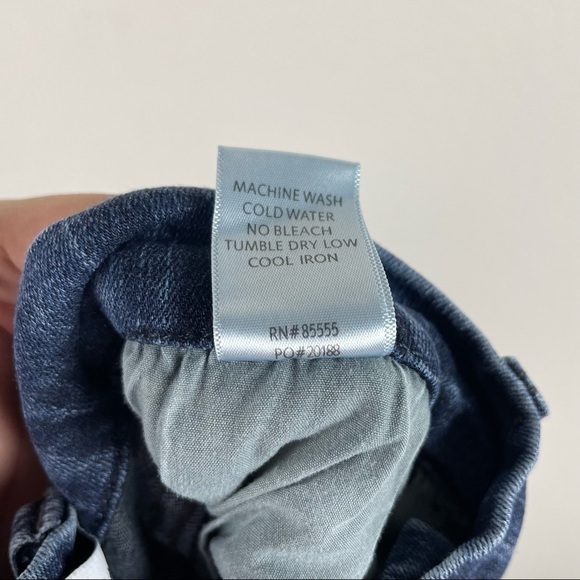 MACHINE WASH
COLD WATER
NO BLEACH
TUMBLE DRY LOW
COOL IRON
RN#85555
PO#20188